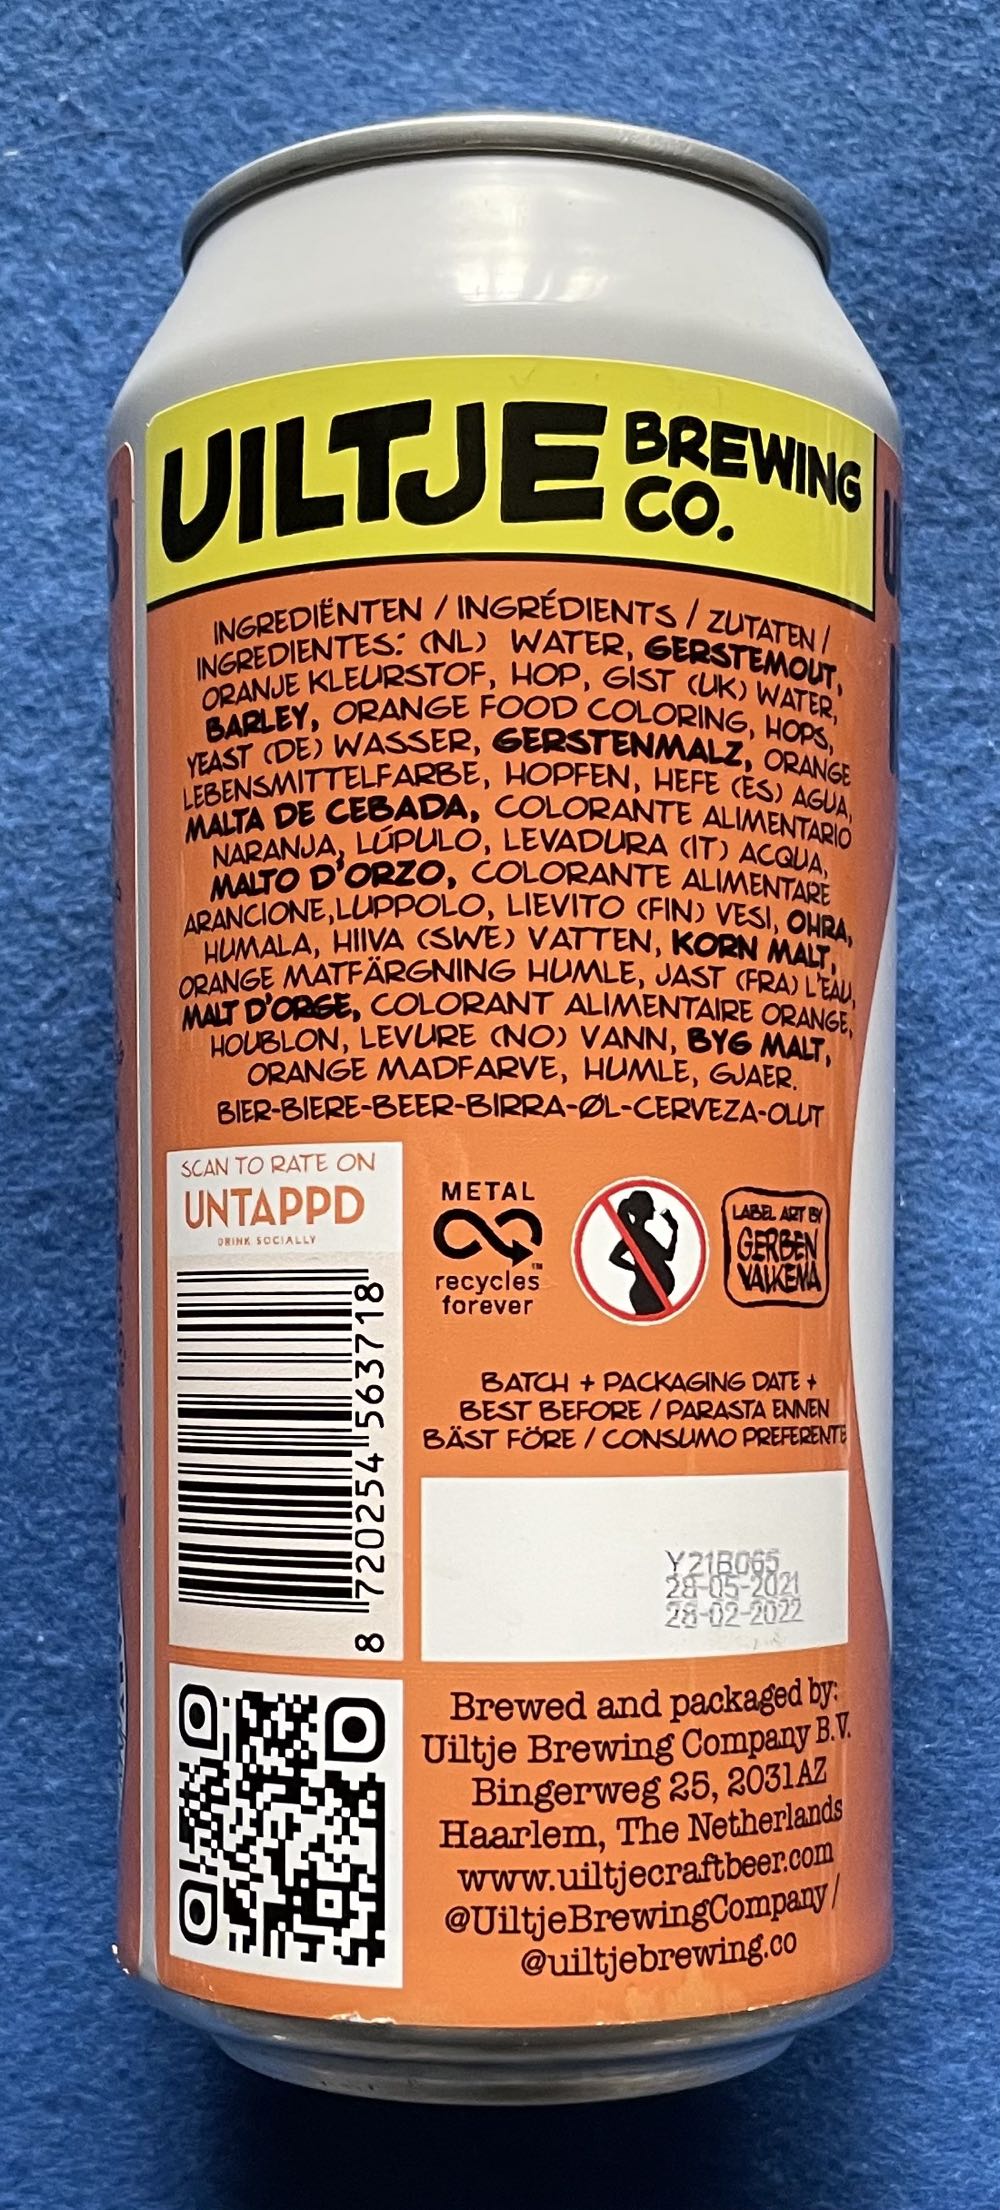 UILTJE BREWING
CO.
INGREDIËNTEN / INGRÉDIENTS / ZUTATEN /
INGREDIENTES: (NL) WATER, GERSTEMOUT,
ORANJE KLEURSTOF, HOP, GIST (UK) WATER,
BARLEY, ORANGE FOOD COLORING, HOPS,
YEAST (DE) WASSER, GERSTENMALZ, ORANGE
LEBENSMITTELFARBE, HOPFEN, HEFE (ES) AGUA,
MALTA DE CEBADA, COLORANTE ALIMENTARIO
NARANJA, LÚPULO, LEVADURA (IT) ACQUA,
MALTO D'ORZO, COLORANTE ALIMENTARE
ARANCIONE, LUPPOLO, LIEVITO (FIN) VESI, OHRA,
HUMALA, HIIVA (SWE) VATTEN, KORN MALT,
ORANGE MATFÄRGNING HUMLE, JAST (FRA) L'EAU,
MALT D'ORGE, COLORANT ALIMENTAIRE ORANGE,
HOUBLON, LEVURE (NO) VANN, BYG MALT,
ORANGE MADFARVE, HUMLE, GJAER.
BIER-BIERE-BEER-BIRRA-ØL-CERVEZA-OLUT
SCAN TO RATE ON
UNTAPPD
DRINK SOCIALLY
8 720254 563718
METAL
recycles
forever
LABEL ART BY
GERBEN
VALKEMA
BATCH + PACKAGING DATE +
BEST BEFORE / PARASTA ENNEN
BÄST FÖRE / CONSUMO PREFERENTE
Y21B065
28-05-2021
28-02-2022
Brewed and packaged by:
Uiltje Brewing Company B.V.
Bingerweg 25, 2031AZ
Haarlem, The Netherlands
www.uiltjecraftbeer.com
@UiltjeBrewingCompany /
@uiltjebrewing.co